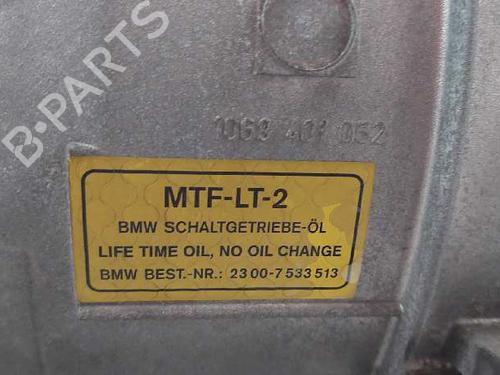 B-PARTS
1069 401 052
MTF-LT-2
BMW SCHALTGETRIEBE-ÖL
LIFE TIME OIL, NO OIL CHANGE
BMW BEST.-NR.: 23 00-7 533 513